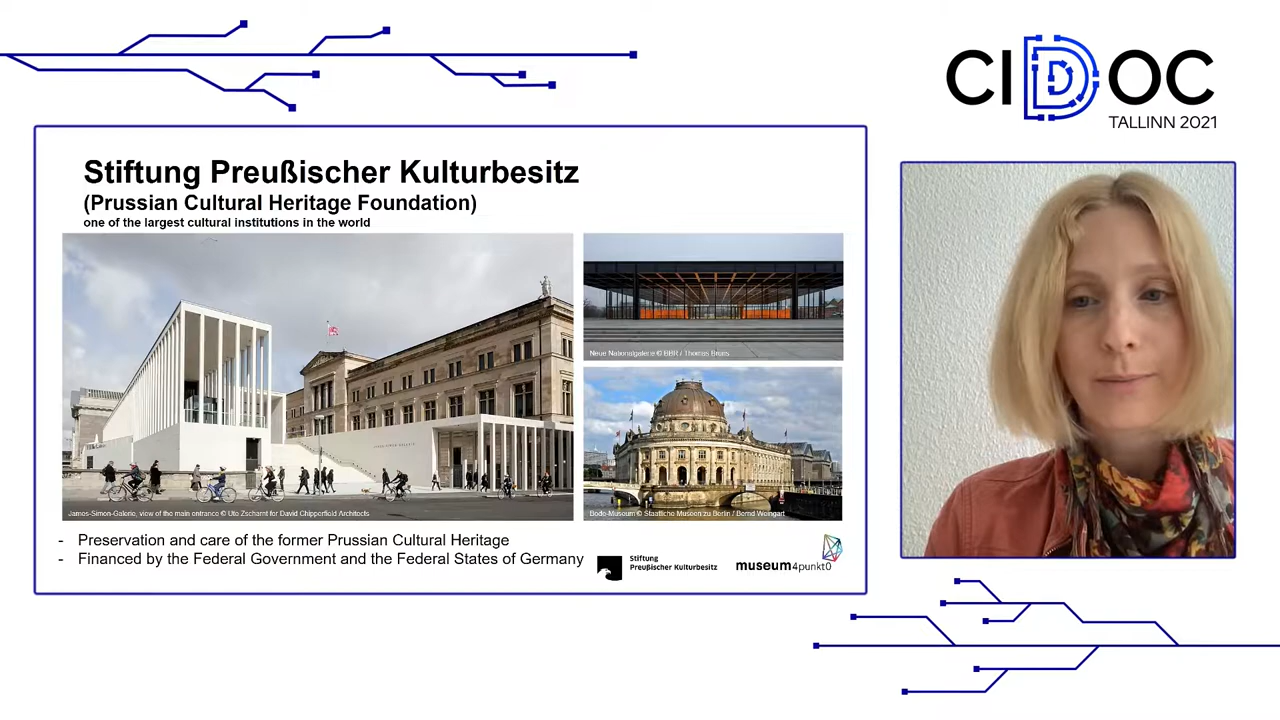 CIDOC
TALLINN 2021
Stiftung Preußischer Kulturbesitz
(Prussian Cultural Heritage Foundation)
one of the largest cultural institutions in the world
Neue Nationalgalerie © BBR / Thomas Bruns
James-Simon-Galerie, view of the main entrance © Ute Zscharnt for David Chipperfield Architects
Bode-Museum © Staatliche Museen zu Berlin / Bernd Weingart
- Preservation and care of the former Prussian Cultural Heritage
- Financed by the Federal Government and the Federal States of Germany
Stiftung
Preußischer Kulturbesitz
museum4punkt0